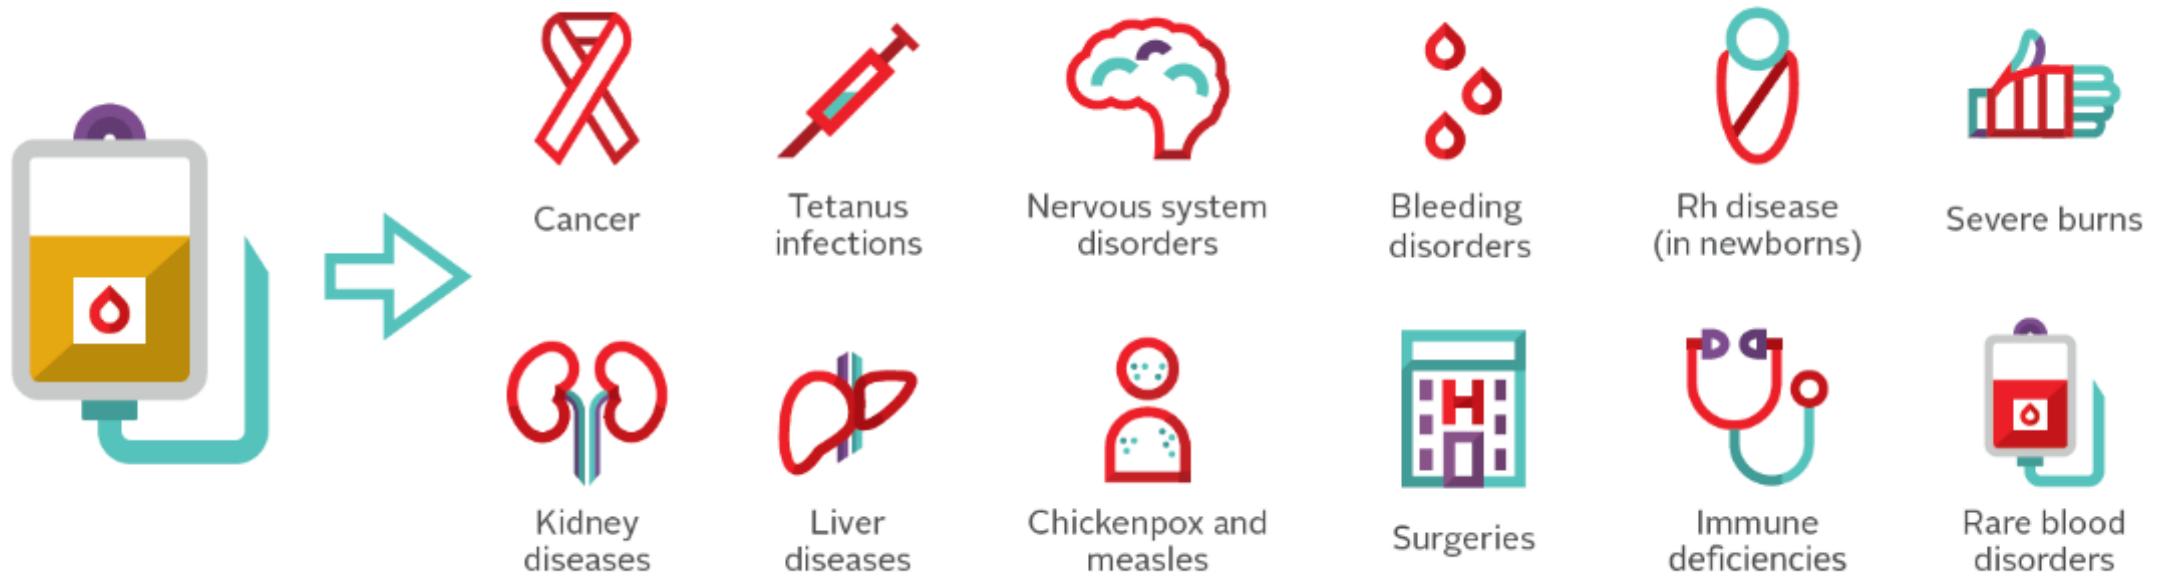 Cancer
Tetanus
infections
Nervous system
disorders
Bleeding
disorders
Rh disease
(in newborns)
Severe burns
Kidney
diseases
Liver
diseases
Chickenpox and
measles
H
Surgeries
Immune
deficiencies
Rare blood
disorders